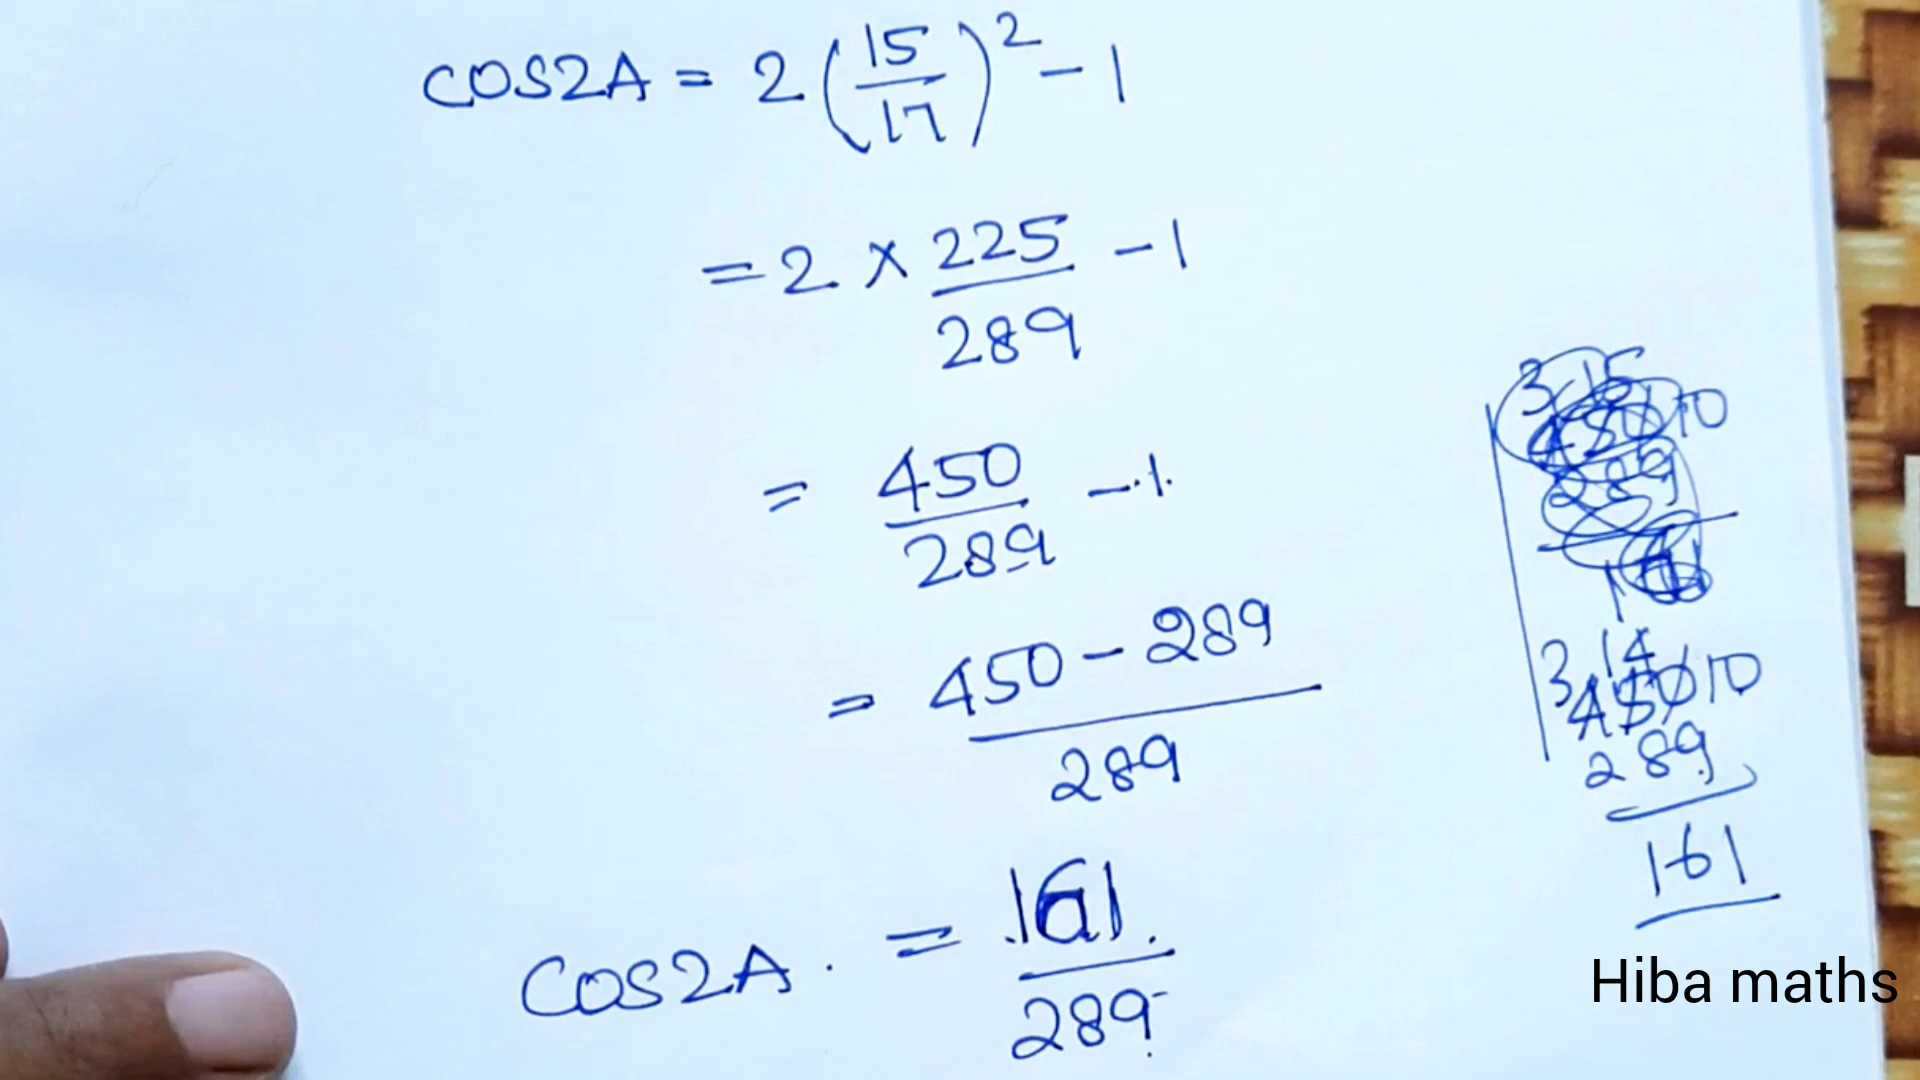 COS2A = 2(15/17)² - 1
= 2 × 225/289 - 1
= 450/289 - 1
= 450 - 289/289
COS2A = 161/289
3 14
450 10
289
161
Hiba maths